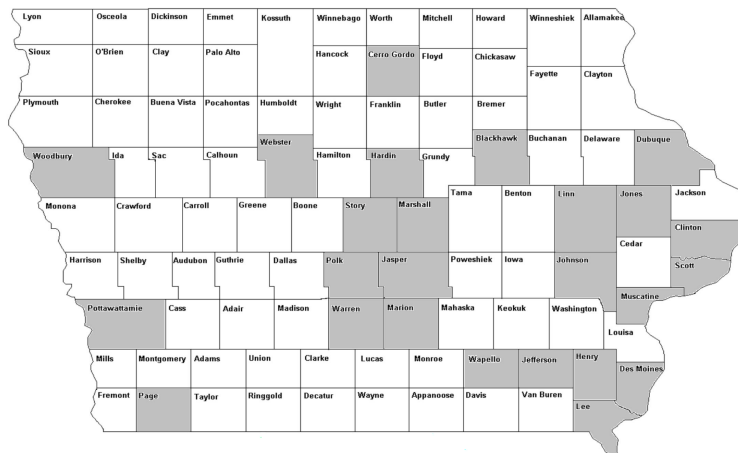 Lyon Osceola Dickinson Emmet Kossuth Winnebago Worth Mitchell Howard Winneshiek Allamakee
Sioux O'Brien Clay Palo Alto Hancock Cerro Gordo Floyd Chickasaw
Fayette Clayton
Plymouth Cherokee Buena Vista Pocahontas Humboldt Wright Franklin Butler Bremer
Woodbury Ida Sac Calhoun Webster Hamilton Hardin Grundy Blackhawk Buchanan Delaware Dubuque
Monona Crawford Carroll Greene Boone Story Marshall Tama Benton Linn Jones Jackson
Clinton
Harrison Shelby Audubon Guthrie Dallas Polk Jasper Poweshiek Iowa Johnson Cedar
Scott
Muscatine
Pottawattamie Cass Adair Madison Warren Marion Mahaska Keokuk Washington
Louisa
Mills Montgomery Adams Union Clarke Lucas Monroe Wapello Jefferson Henry
Des Moines
Fremont Page Taylor Ringgold Decatur Wayne Appanoose Davis Van Buren
Lee